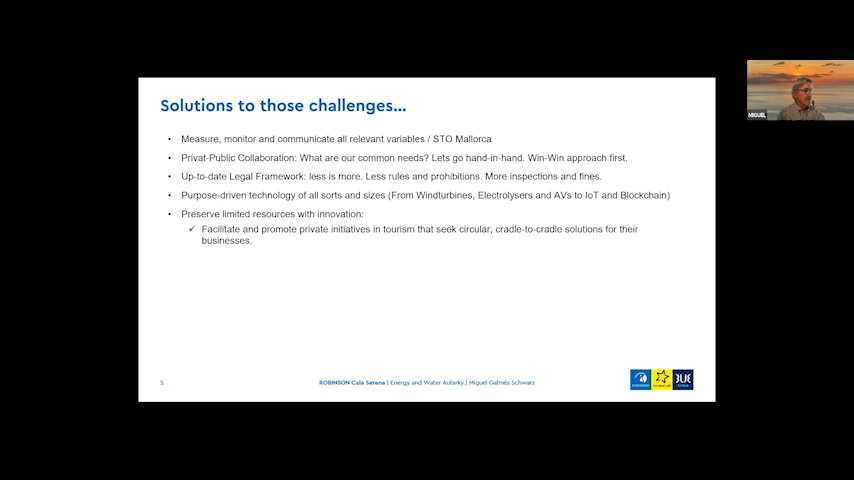 Solutions to those challenges...
• Measure, monitor and communicate all relevant variables / STO Mallorca
• Privat-Public Collaboration: What are our common needs? Lets go hand-in-hand. Win-Win approach first.
• Up-to-date Legal Framework: less is more. Less rules and prohibitions. More inspections and fines.
• Purpose-driven technology of all sorts and sizes (From Windturbines, Electrolysers and AVs to IoT and Blockchain)
• Preserve limited resources with innovation:
✓ Facilitate and promote private initiatives in tourism that seek circular, cradle-to-cradle solutions for their
businesses.
5
ROBINSON Cala Serena | Energy and Water Autarky.| Miguel Galmés Schwarz
ROBINSON
BUE
MIGUEL